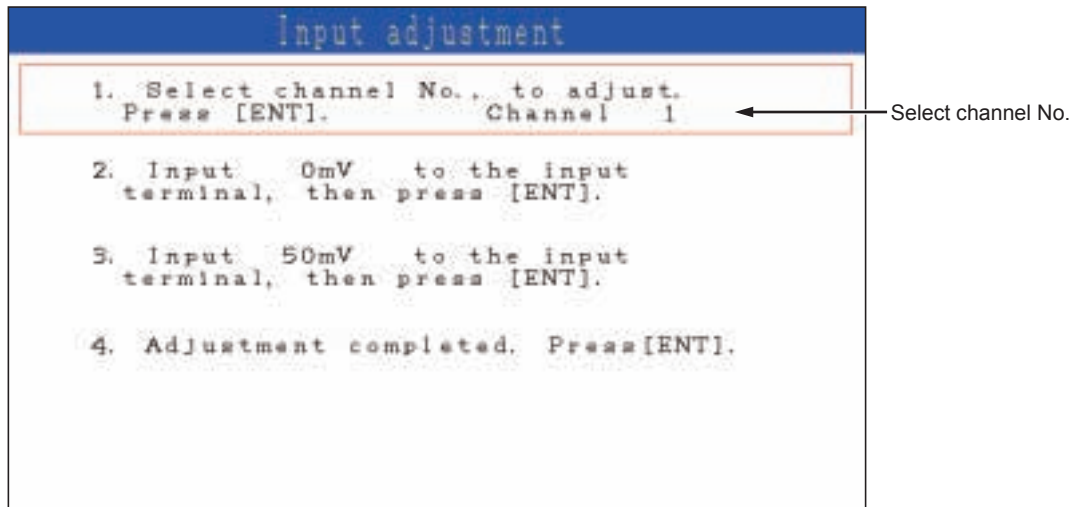 Input adjustment
1. Select channel No., to adjust.
Press [ENT]. Channel 1
Select channel No.
2. Input 0mV to the input
terminal, then press [ENT].
3. Input 50mV to the input
terminal, then press [ENT].
4. Adjustment completed. Press[ENT].